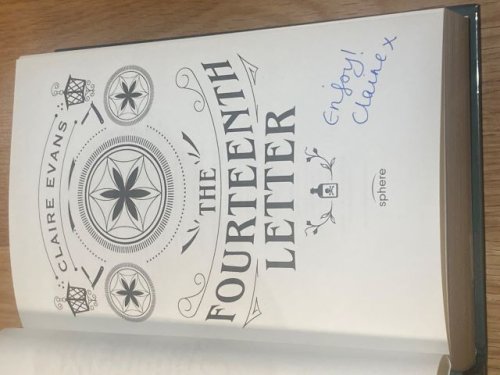 CLAIRE EVANS
THE
FOURTEENTH
LETTER
Enjoy!
Claire x
sphere